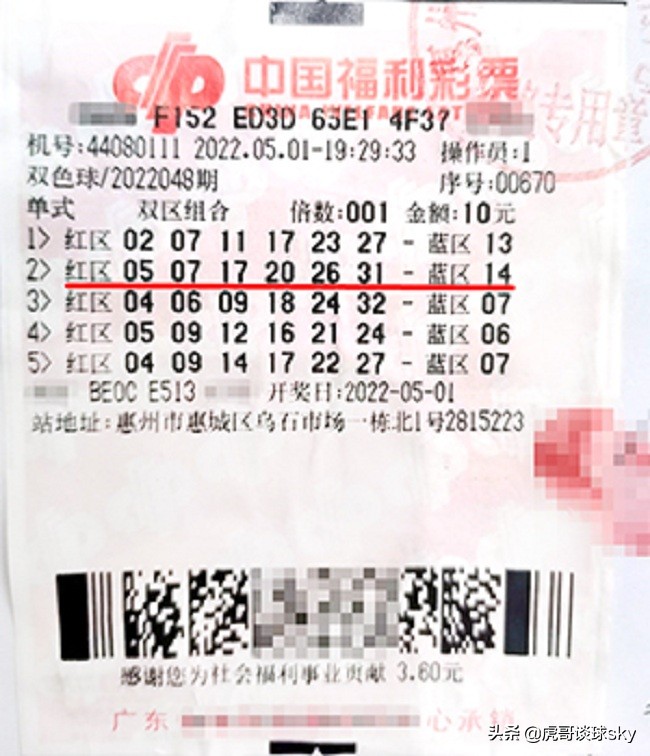 中国福利彩票
F152 ED3D 63E1 4F37
机号:44080111 2022.05.01-19:29:33 操作员:1
双色球/2022048期 序号:00670
单式 双区组合 倍数:001 金额:10元
1> 红区 02 07 11 17 23 27 - 蓝区 13
2> 红区 05 07 17 20 26 31 - 蓝区 14
3> 红区 04 06 09 18 24 32 - 蓝区 07
4> 红区 05 09 12 16 21 24 - 蓝区 06
5> 红区 04 09 14 17 22 27 - 蓝区 07
BE0C E513 开奖日:2022-05-01
站地址:惠州市惠城区乌石市场一栋北1号2815223
感谢您为社会福利事业贡献 3.60元
广东 心承销
专用章
头条 @虎哥谈球sky